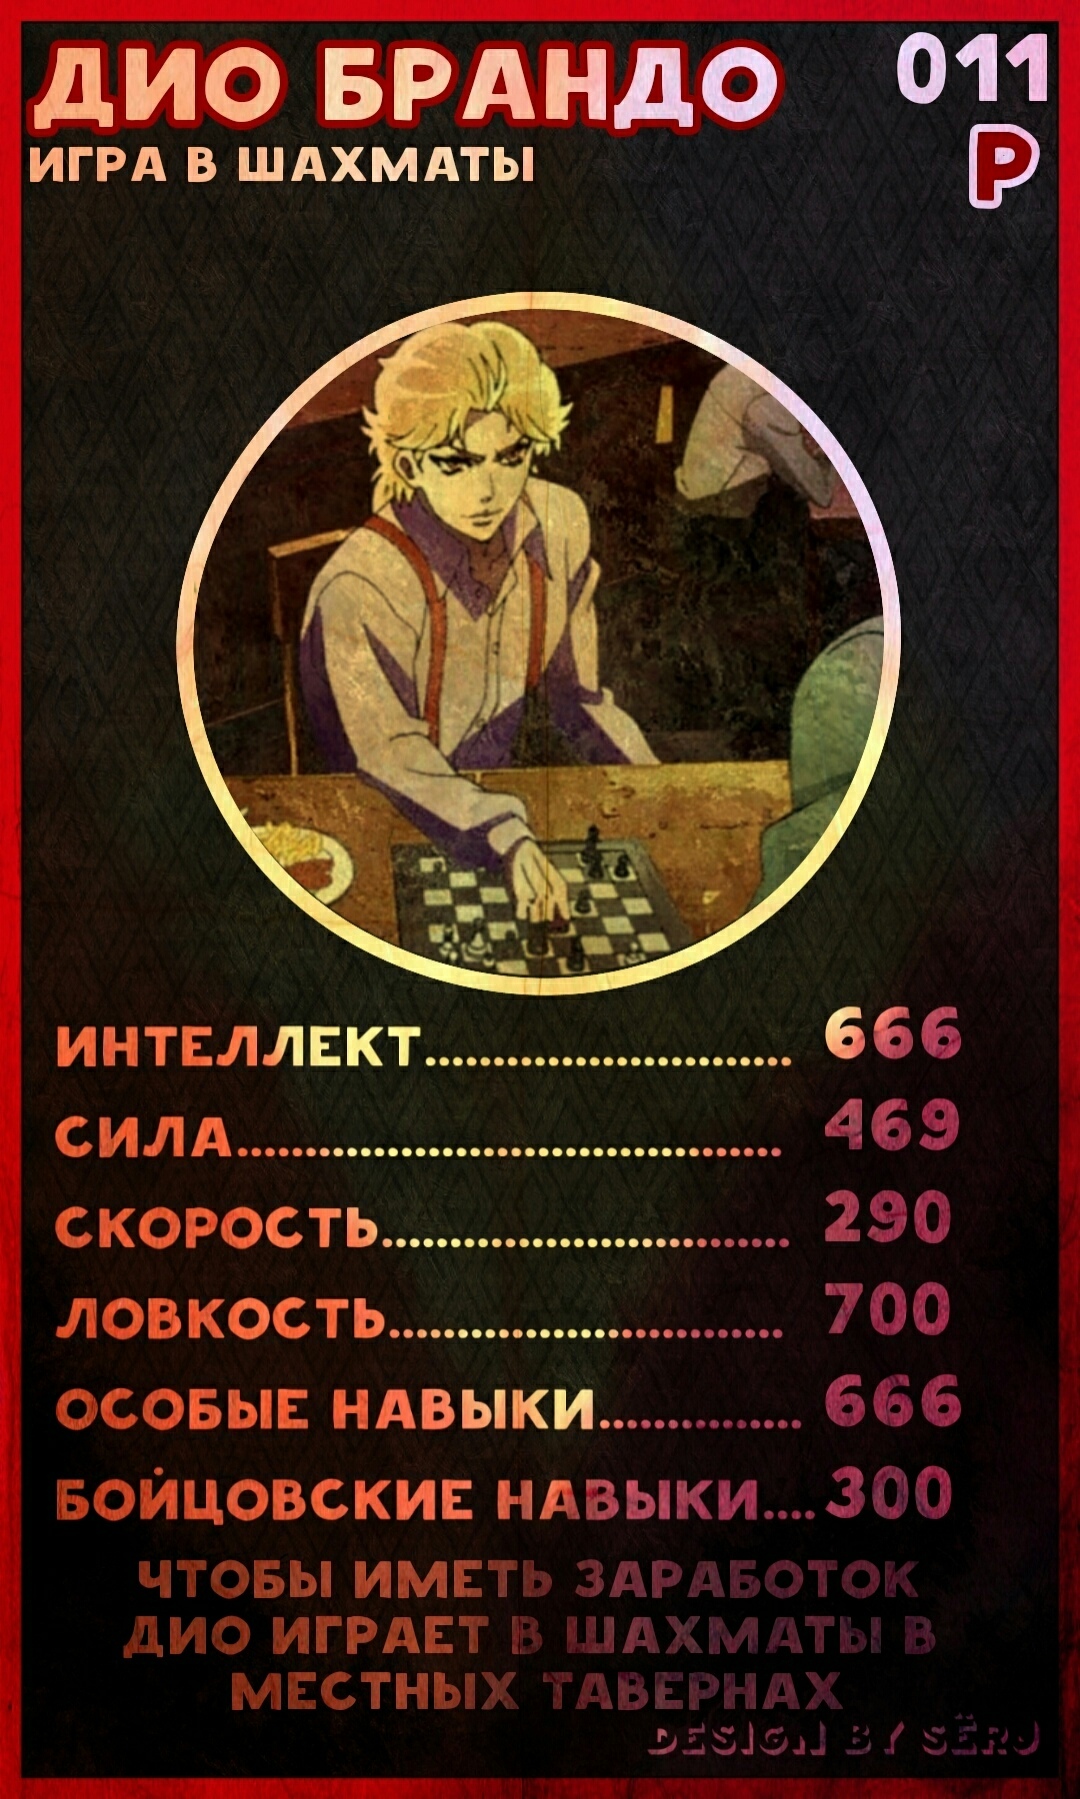 ДИО БРАНДО
011
ИГРА В ШАХМАТЫ
Р
ИНТЕЛЛЕКТ........................... 666
СИЛА........................................ 469
СКОРОСТЬ.............................. 290
ЛОВКОСТЬ............................. 700
ОСОБЫЕ НАВЫКИ............... 666
БОЙЦОВСКИЕ НАВЫКИ.... 300
ЧТОБЫ ИМЕТЬ ЗАРАБОТОК
ДИО ИГРАЕТ В ШАХМАТЫ В
МЕСТНЫХ ТАВЕРНАХ
DESIGN BY SЁRJ